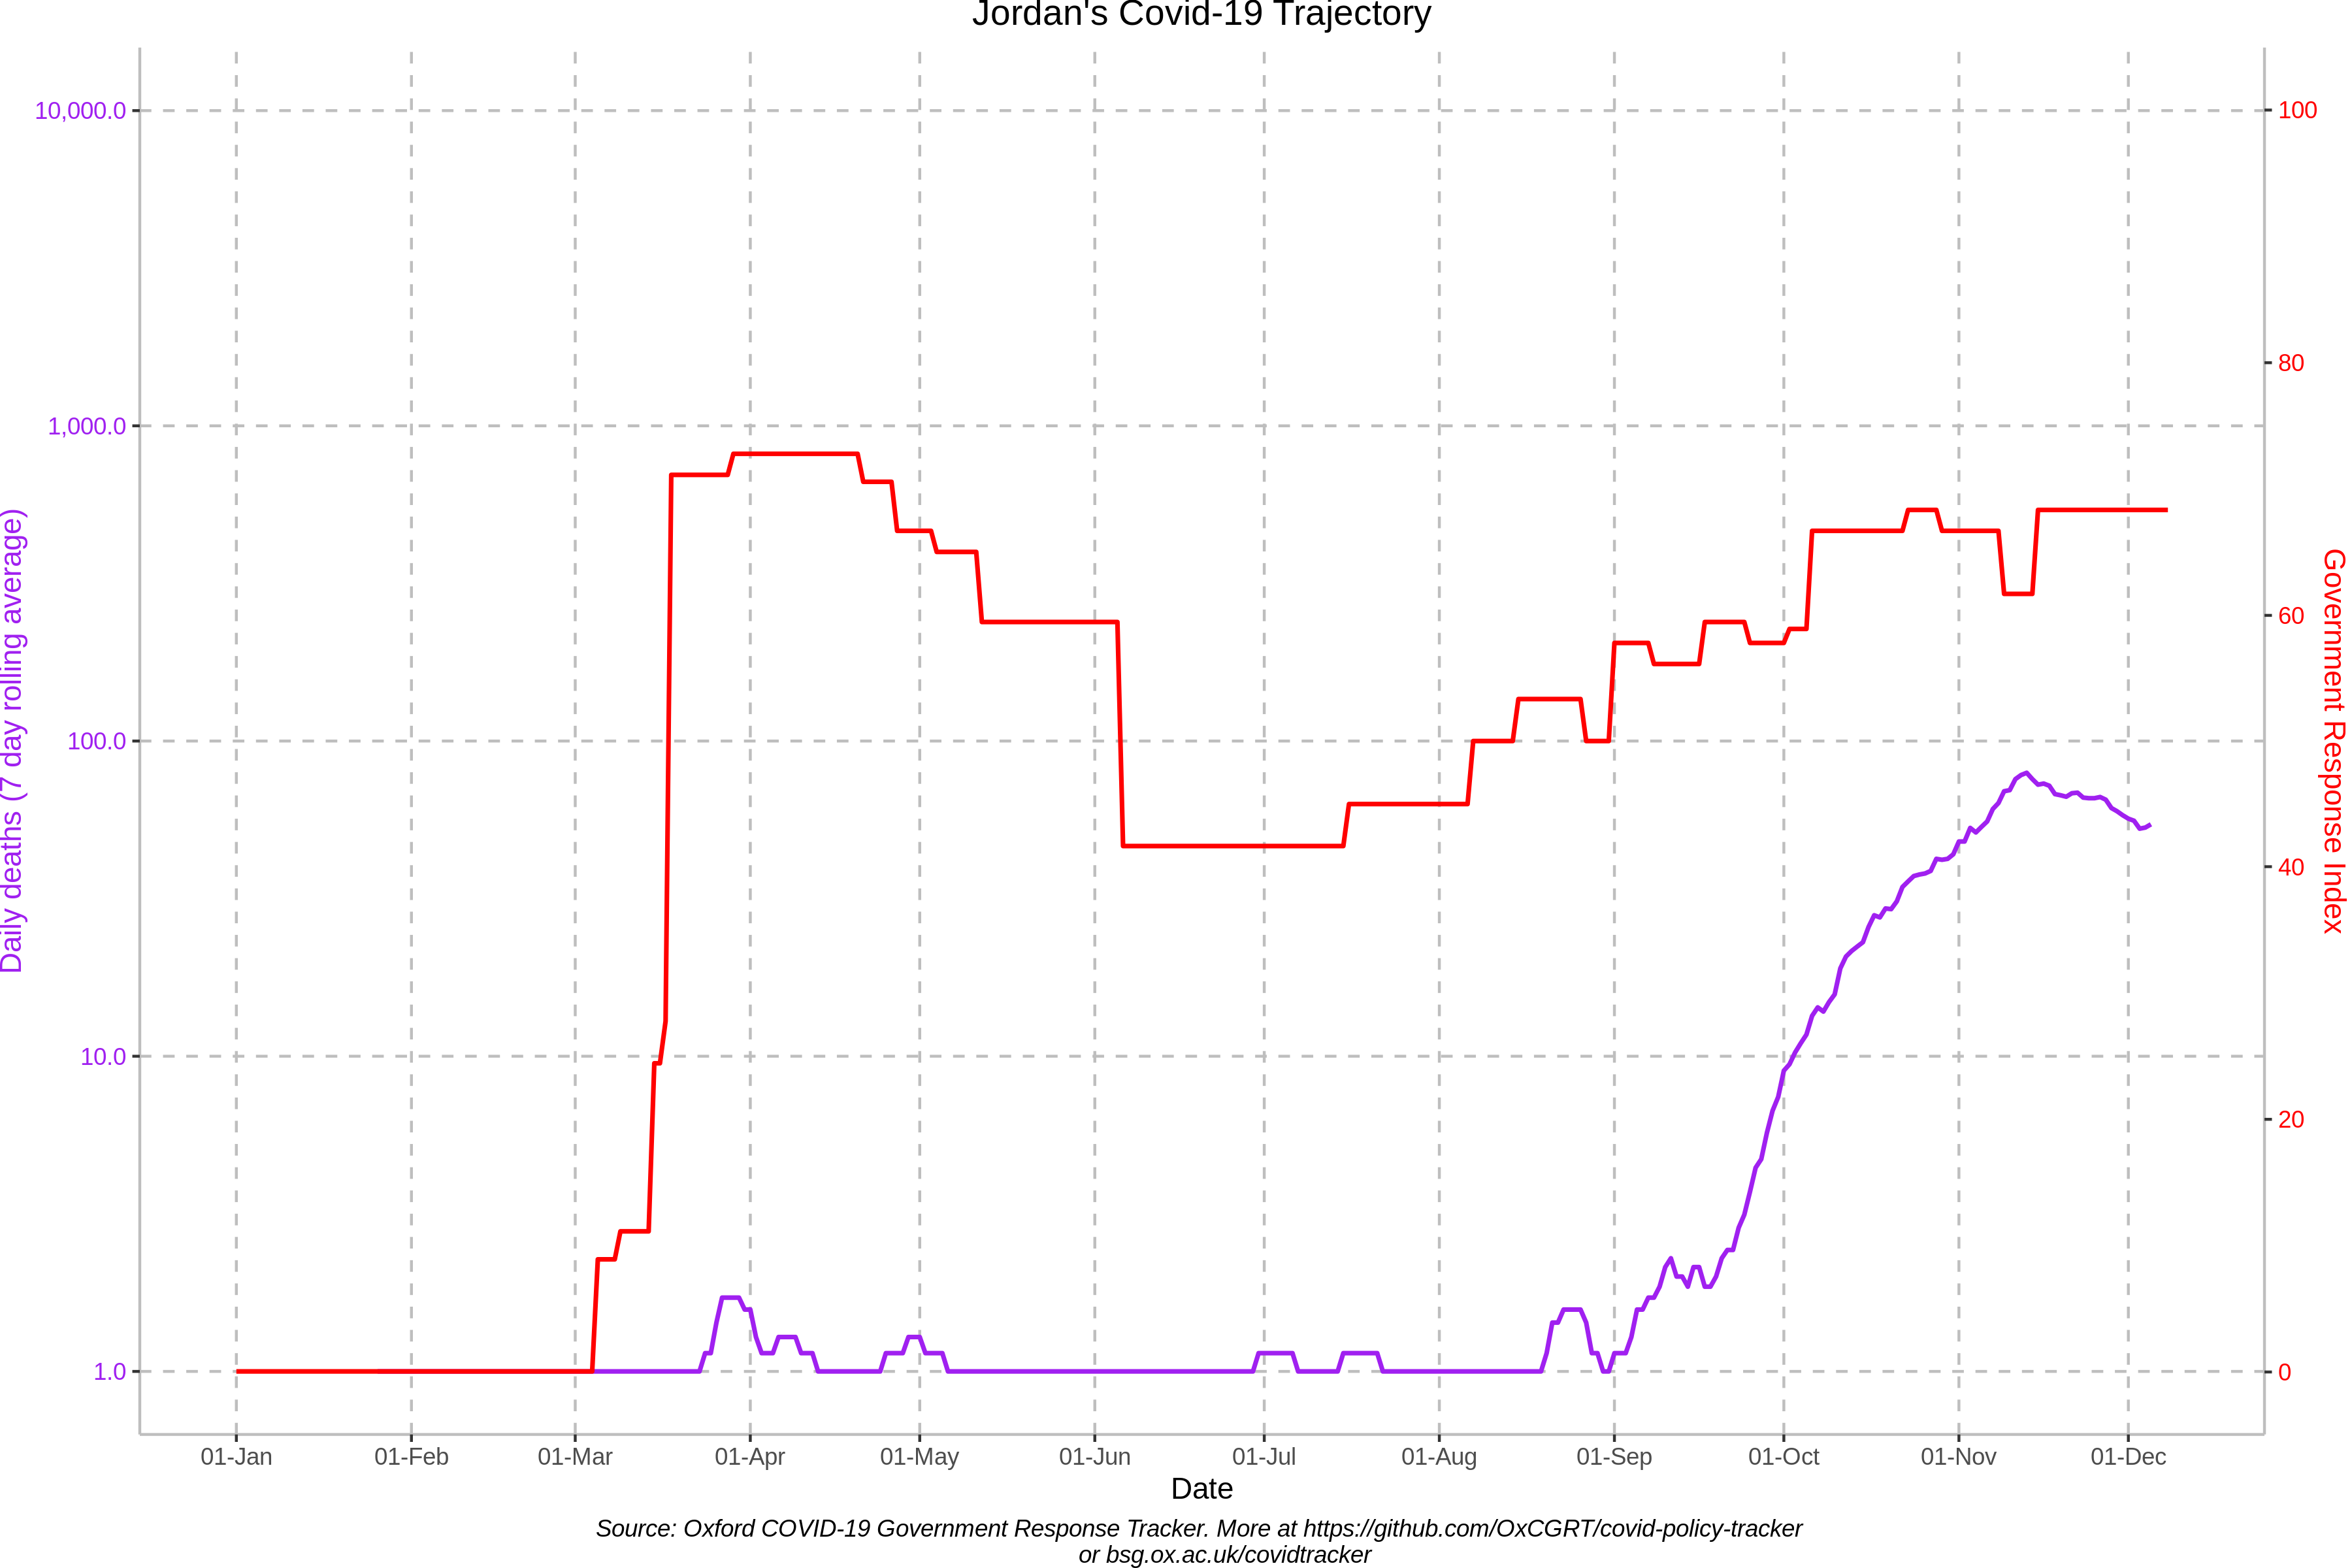 Jordan's Covid-19 Trajectory
Daily deaths (7 day rolling average)
10,000.0
1,000.0
100.0
10.0
1.0
100
80
60
40
20
0
Government Response Index
01-Jan
01-Feb
01-Mar
01-Apr
01-May
01-Jun
01-Jul
01-Aug
01-Sep
01-Oct
01-Nov
01-Dec
Date
Source: Oxford COVID-19 Government Response Tracker. More at https://github.com/OxCGRT/covid-policy-tracker
or bsg.ox.ac.uk/covidtracker